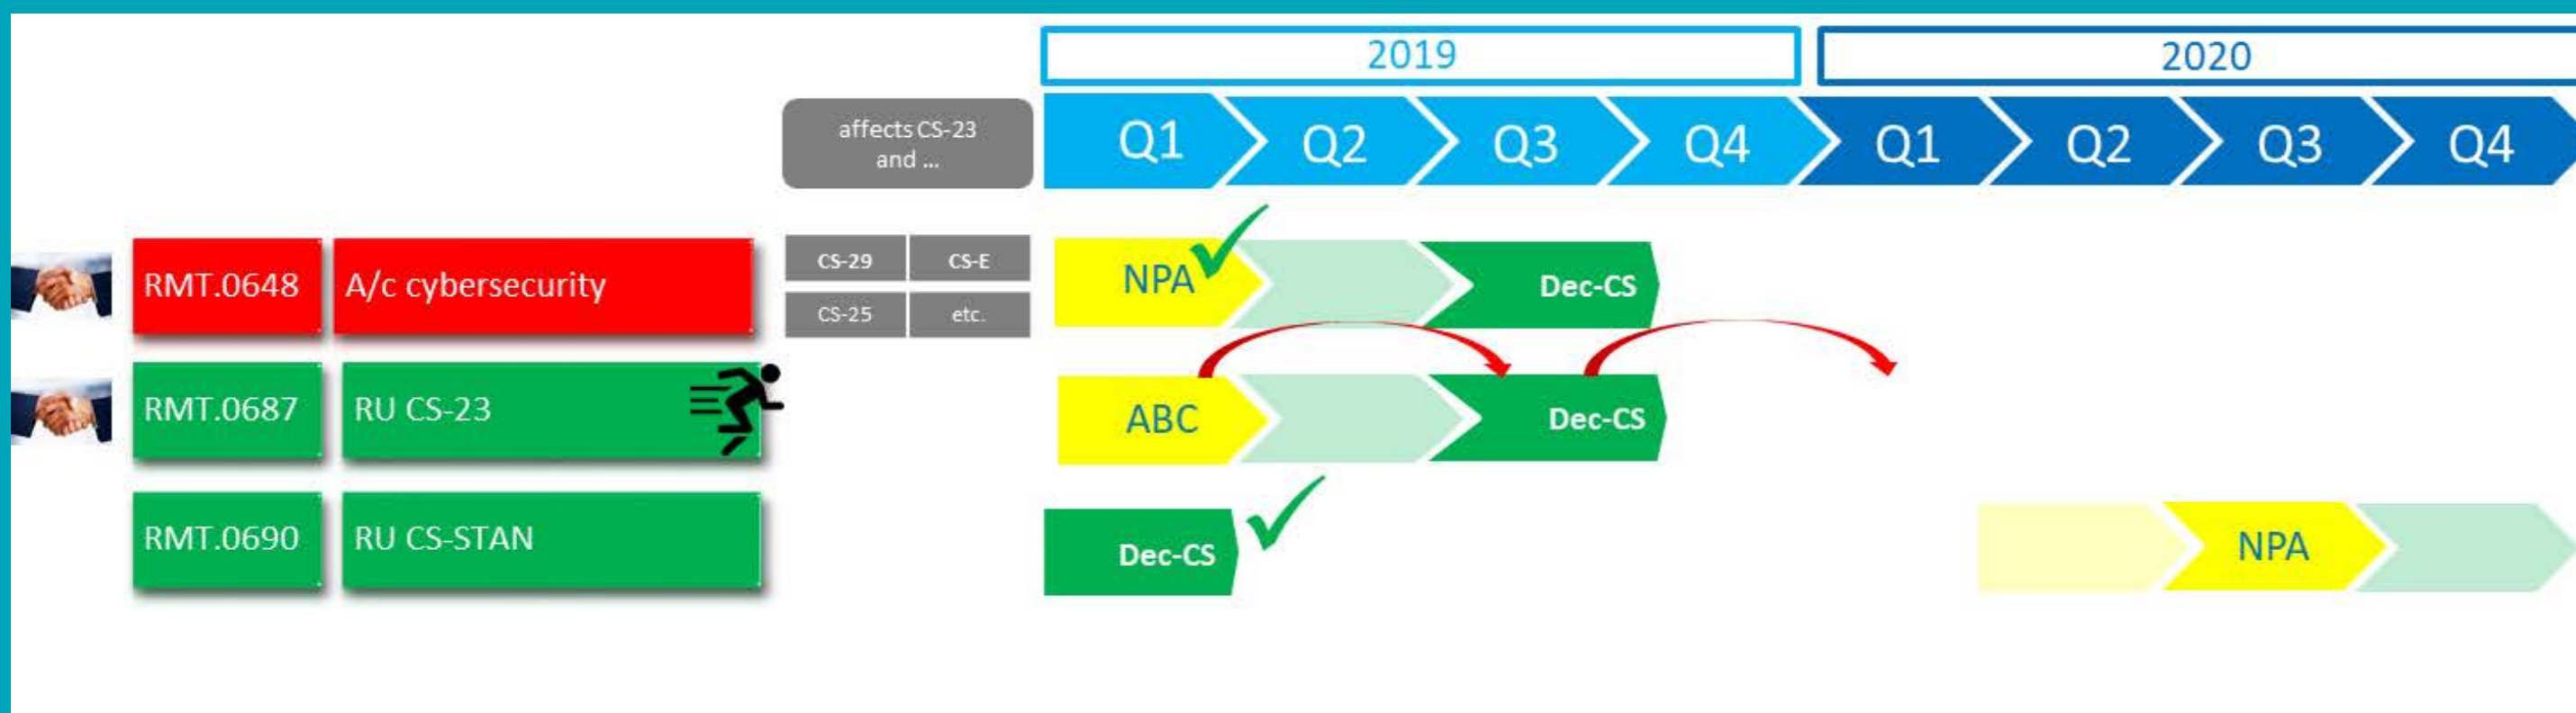 2019
2020
affects CS-23
and ...
Q1
Q2
Q3
Q4
Q1
Q2
Q3
Q4
RMT.0648
A/c cybersecurity
CS-29
CS-E
CS-25
etc.
NPA
Dec-CS
RMT.0687
RU CS-23
ABC
Dec-CS
RMT.0690
RU CS-STAN
Dec-CS
NPA